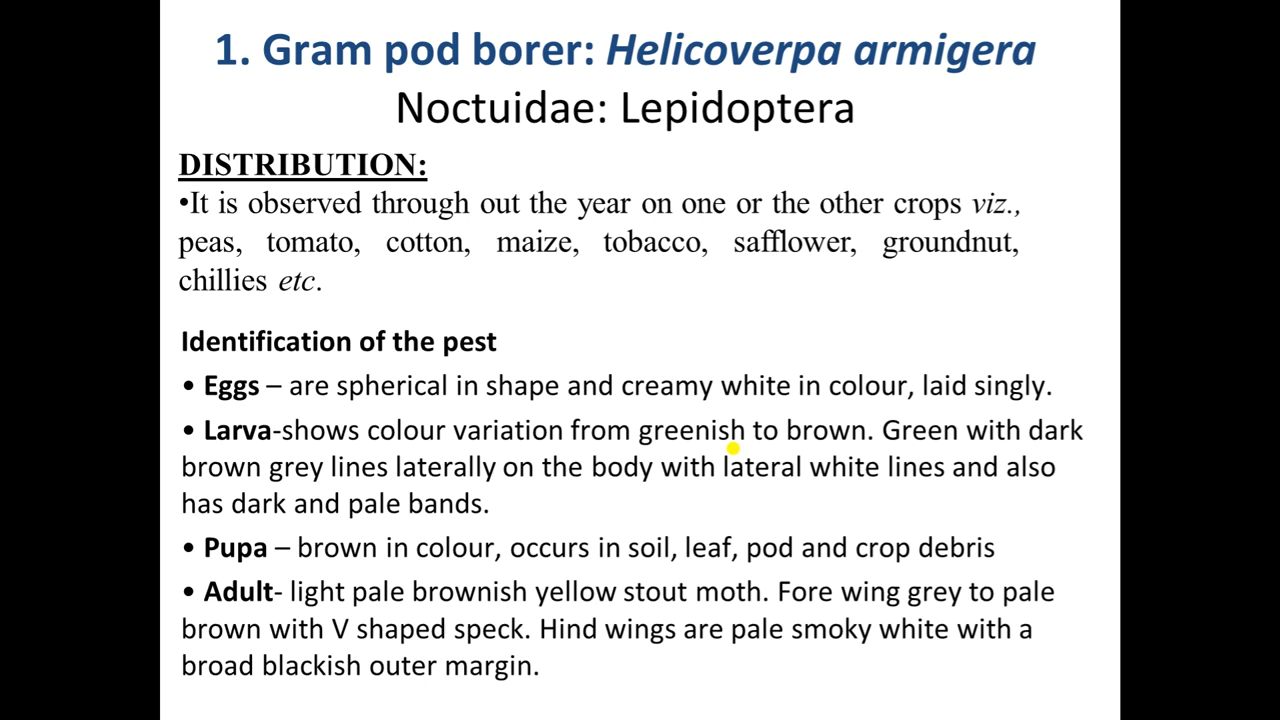 1. Gram pod borer: Helicoverpa armigera
Noctuidae: Lepidoptera
DISTRIBUTION:
•It is observed through out the year on one or the other crops viz.,
peas, tomato, cotton, maize, tobacco, safflower, groundnut,
chillies etc.
Identification of the pest
• Eggs – are spherical in shape and creamy white in colour, laid singly.
• Larva-shows colour variation from greenish to brown. Green with dark
brown grey lines laterally on the body with lateral white lines and also
has dark and pale bands.
• Pupa – brown in colour, occurs in soil, leaf, pod and crop debris
• Adult- light pale brownish yellow stout moth. Fore wing grey to pale
brown with V shaped speck. Hind wings are pale smoky white with a
broad blackish outer margin.